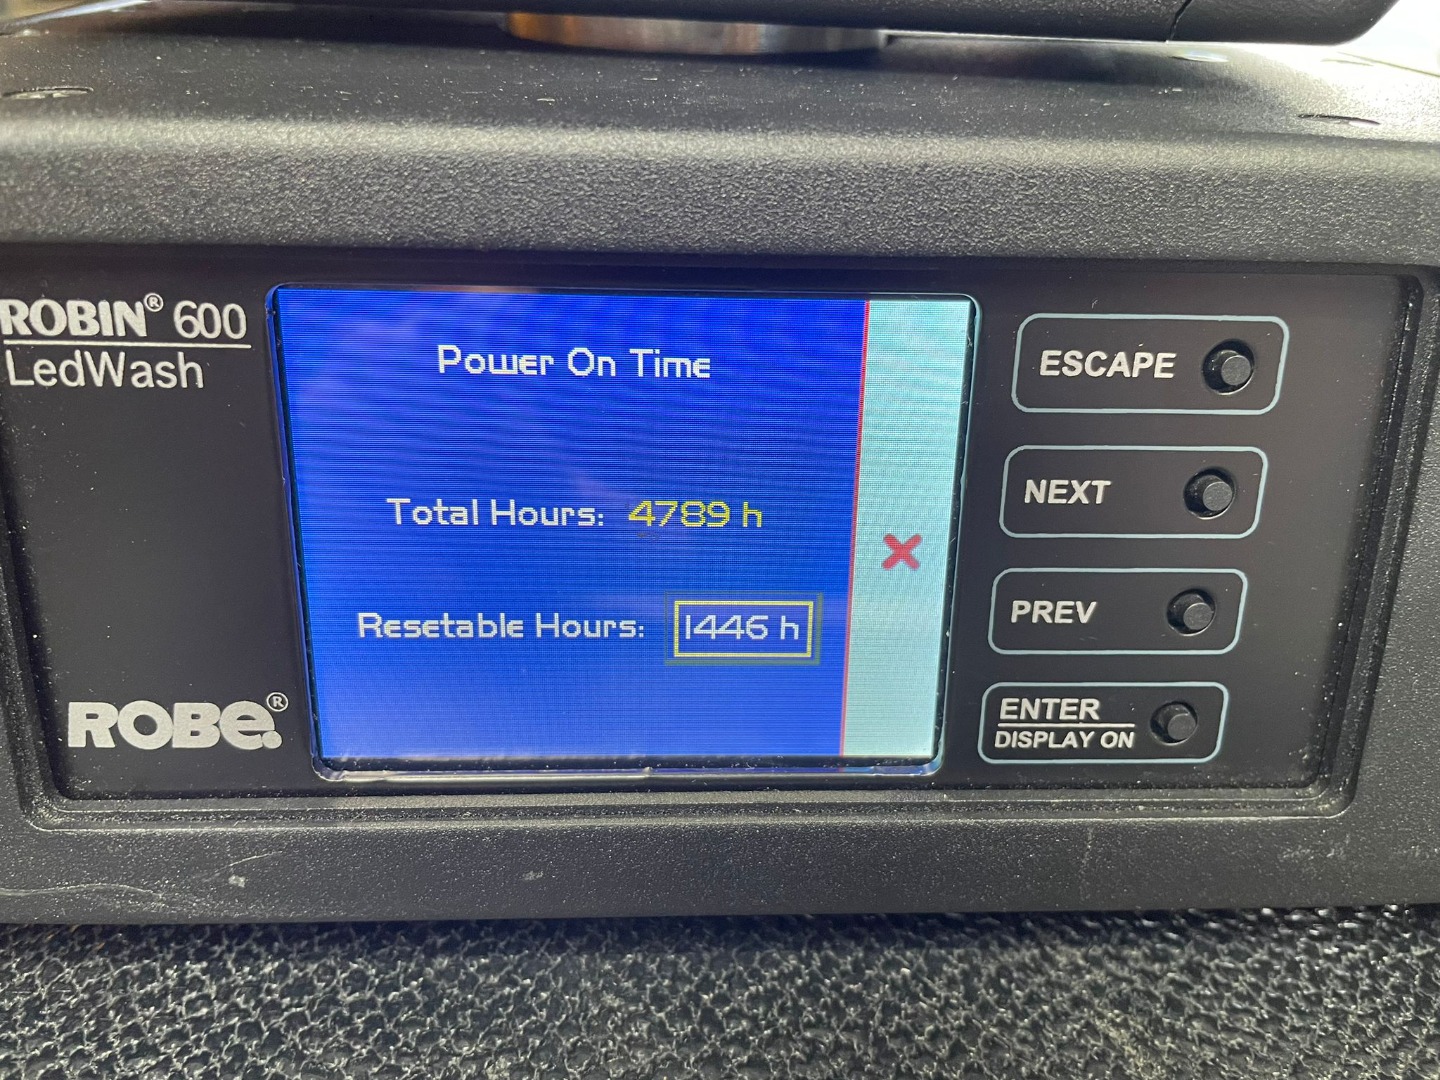 ROBIN® 600
LedWash
Power On Time
Total Hours: 4789 h
Resetable Hours: 1446 h
ESCAPE
NEXT
PREV
ENTER
DISPLAY ON
ROBE.®